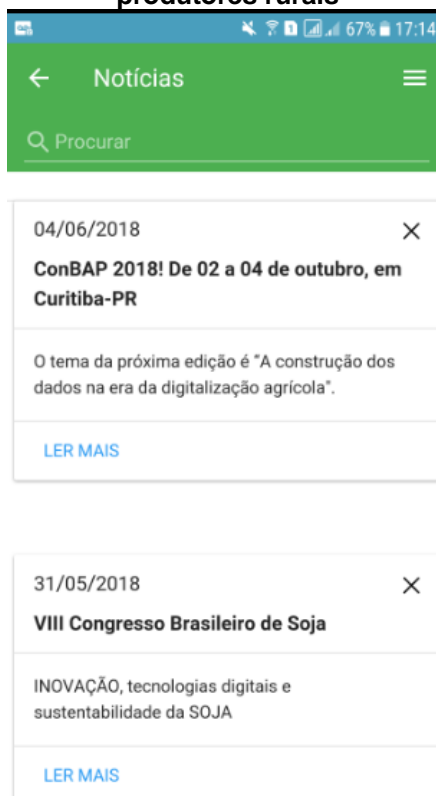 produtores rurais
67% 17:14
Notícias
Procurar
04/06/2018
ConBAP 2018! De 02 a 04 de outubro, em
Curitiba-PR
O tema da próxima edição é "A construção dos
dados na era da digitalização agrícola".
LER MAIS
31/05/2018
VIII Congresso Brasileiro de Soja
INOVAÇÃO, tecnologias digitais e
sustentabilidade da SOJA
LER MAIS